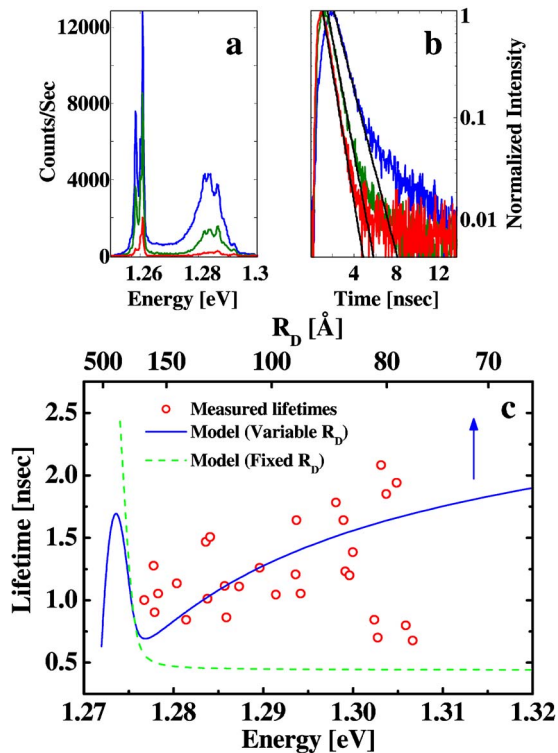 a
b
Counts/Sec
12000
8000
4000
0
1.26
1.28
1.3
Energy [eV]
1
0.1
0.01
Normalized Intensity
4
8
12
Time [nsec]
R_D [Å]
500
150
100
80
70
c
Measured lifetimes
Model (Variable R_D)
Model (Fixed R_D)
Lifetime [nsec]
2.5
2.0
1.5
1.0
0.5
1.27
1.28
1.29
1.30
1.31
1.32
Energy [eV]